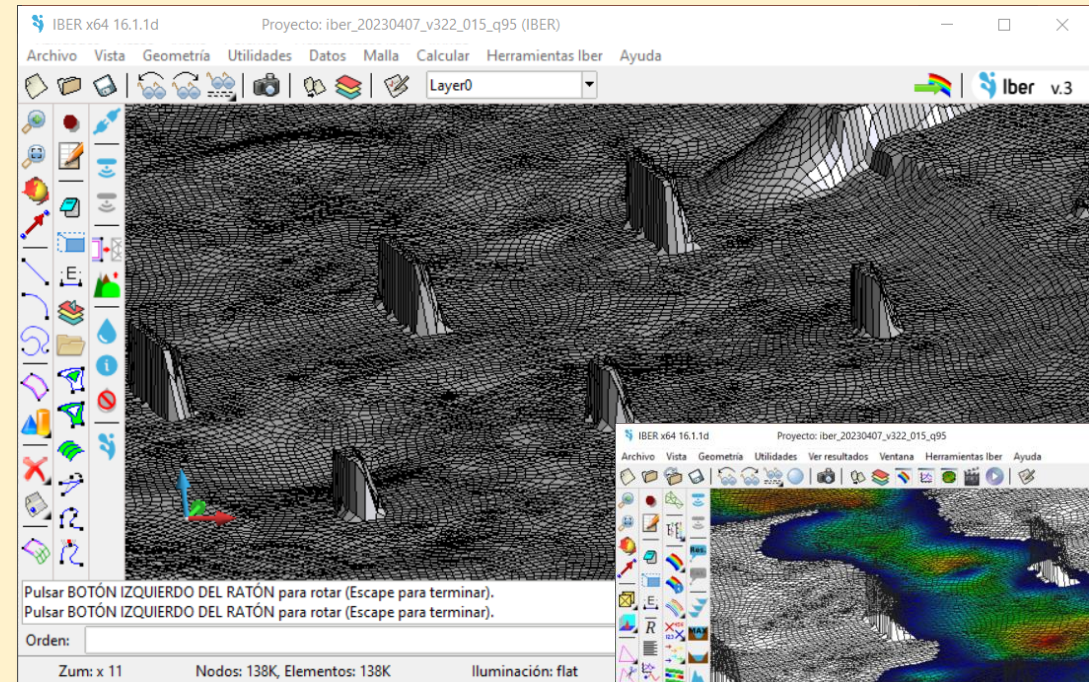 IBER x64 16.1.1d Proyecto: iber_20230407_v322_015_q95 (IBER)
Archivo Vista Geometría Utilidades Datos Malla Calcular Herramientas Iber Ayuda
Layer0
Iber v.3
E
IBER x64 16.1.1d Proyecto: iber_20230407_v322_015_q95
Archivo Vista Geometría Utilidades Ver resultados Ventana Herramientas Iber Ayuda
Res.
E
R
MAX
Pulsar BOTÓN IZQUIERDO DEL RATÓN para rotar (Escape para terminar).
Pulsar BOTÓN IZQUIERDO DEL RATÓN para rotar (Escape para terminar).
Orden:
Zum: x 11 Nodos: 138K, Elementos: 138K Iluminación: flat